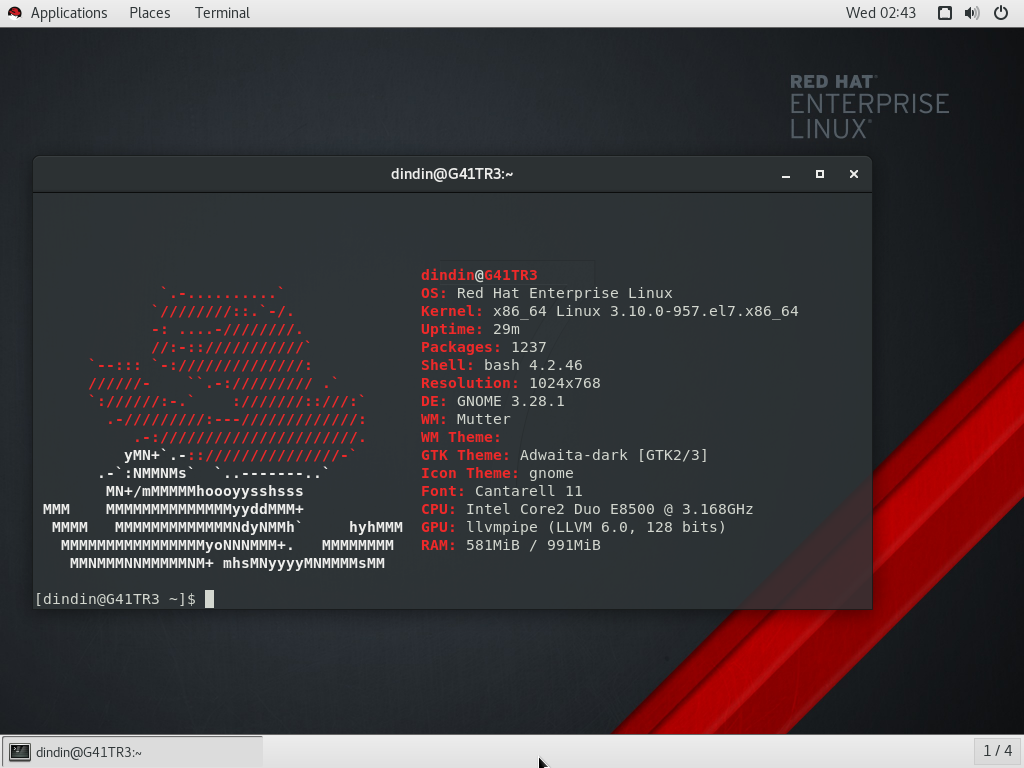 Applications Places Terminal Wed 02:43
RED HAT
ENTERPRISE
LINUX®
dindin@G41TR3:~
dindin@G41TR3
`.-..........` OS: Red Hat Enterprise Linux
`////////::.`-/. Kernel: x86_64 Linux 3.10.0-957.el7.x86_64
-: ....-////////. Uptime: 29m
//:-::///////////` Packages: 1237
`--::: `-://////////////: Shell: bash 4.2.46
//////- ``.-:///////// .` Resolution: 1024x768
`://////:-.` :///////::///:` DE: GNOME 3.28.1
.-/////////:---/////////////: WM: Mutter
.-://////////////////////. WM Theme:
yMN+`.-::///////////////-` GTK Theme: Adwaita-dark [GTK2/3]
.-`:NMMNMs` `..-------..` Icon Theme: gnome
MN+/mMMMMMhoooyysshsss Font: Cantarell 11
MMM MMMMMMMMMMMMMMyyddMMM+ CPU: Intel Core2 Duo E8500 @ 3.168GHz
MMMM MMMMMMMMMMMMMNdyNMMh` hyhMMM GPU: llvmpipe (LLVM 6.0, 128 bits)
MMMMMMMMMMMMMMMMyoNNNMMM+. MMMMMMMM RAM: 581MiB / 991MiB
MMNMMMNNMMMMMNM+ mhsMNyyyyMNMMMMsMM
[dindin@G41TR3 ~]$
dindin@G41TR3:~ 1 / 4